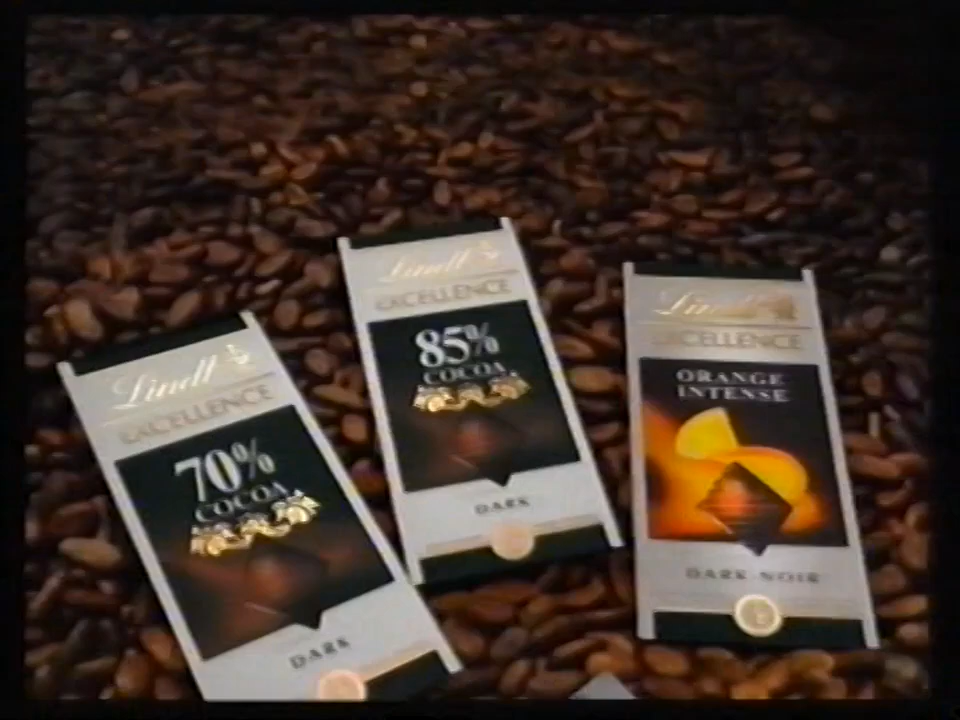 Lindt
EXCELLENCE
70%
COCOA
DARK
Lindt
EXCELLENCE
85%
COCOA
DARK
Lindt
EXCELLENCE
ORANGE
INTENSE
DARK NOIR